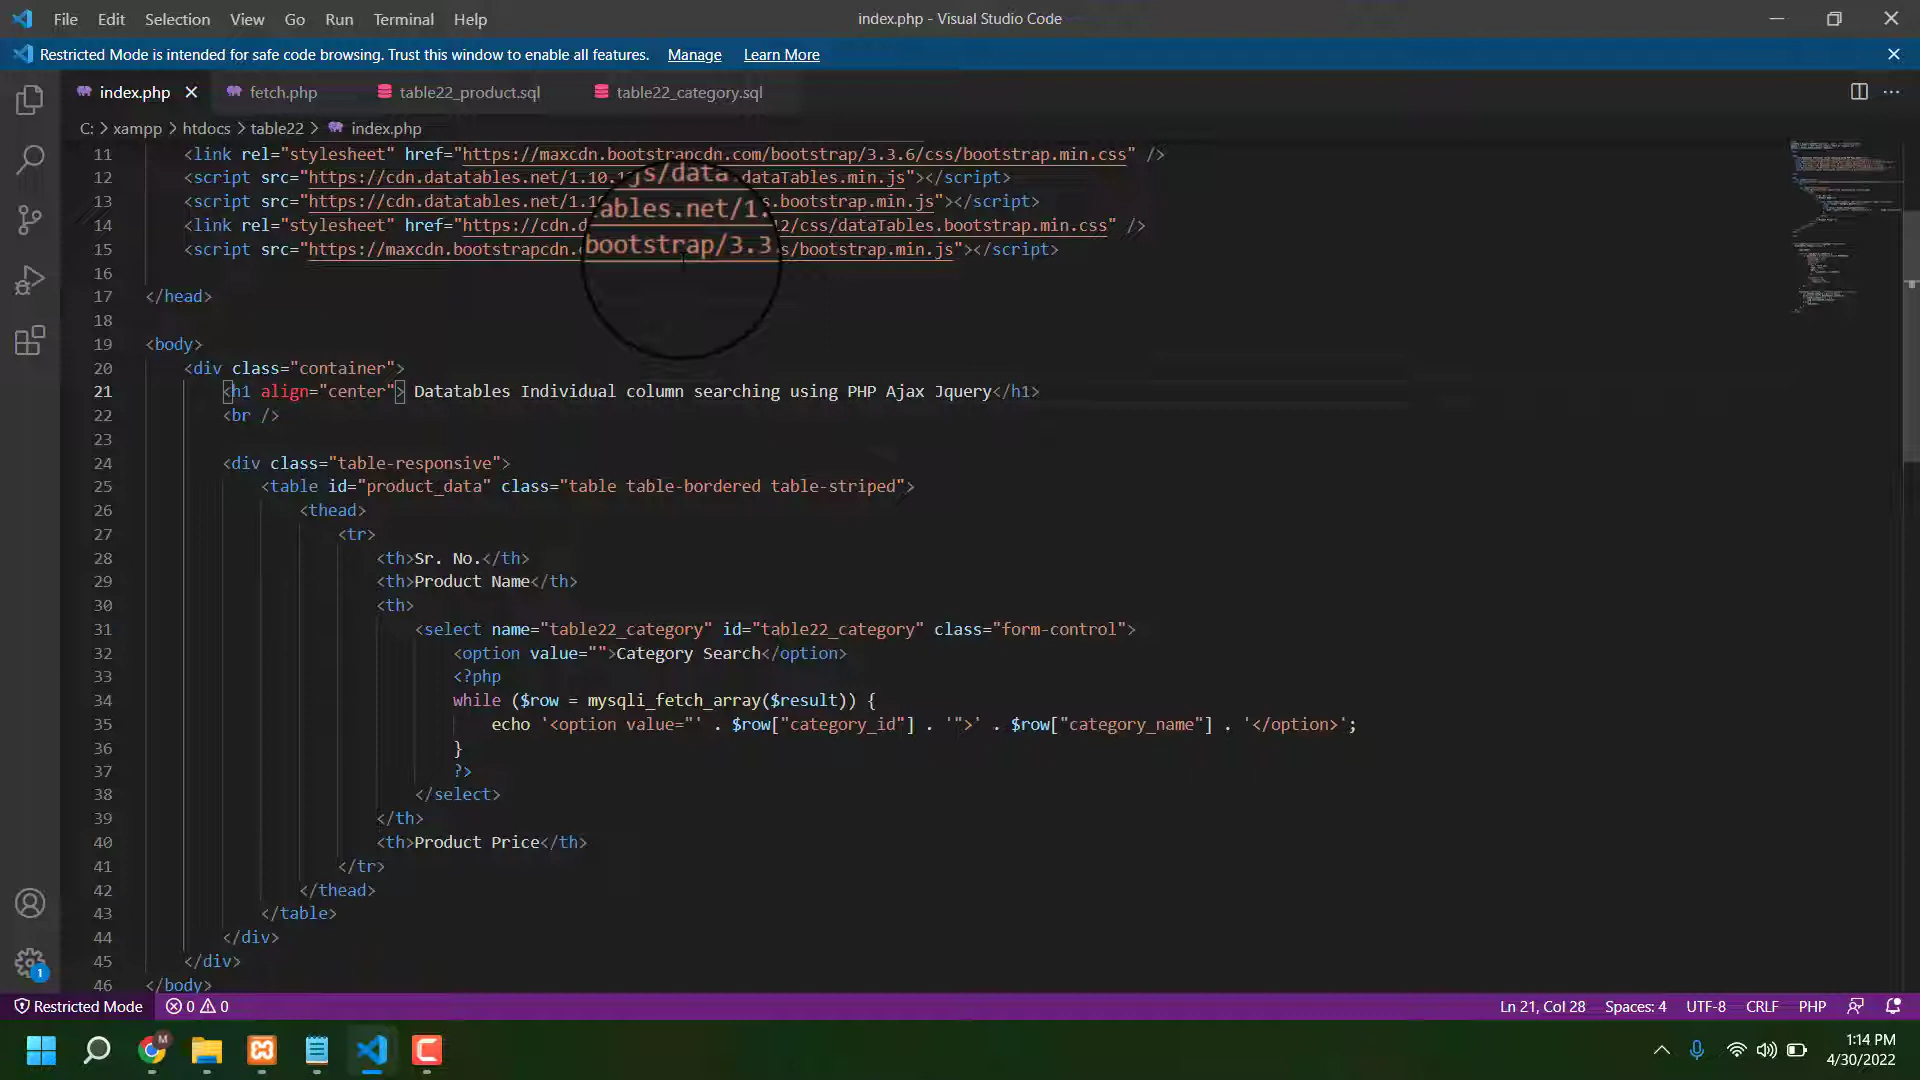 File Edit Selection View Go Run Terminal Help
index.php - Visual Studio Code
Restricted Mode is intended for safe code browsing. Trust this window to enable all features. Manage Learn More
index.php fetch.php table22_product.sql table22_category.sql
C: > xampp > htdocs > table22 > index.php
11 <link rel="stylesheet" href="https://maxcdn.bootstrapcdn.com/bootstrap/3.3.6/css/bootstrap.min.css" />
12 <script src="https://cdn.datatables.net/1.10. js/data .dataTables.min.js"></script>
13 <script src="https://cdn.datatables.net/1.1 ables.net/1. s.bootstrap.min.js"></script>
14 <link rel="stylesheet" href="https://cdn.d 2/css/dataTables.bootstrap.min.css" />
15 <script src="https://maxcdn.bootstrapcdn. bootstrap/3.3 s/bootstrap.min.js"></script>
16
17 </head>
18
19 <body>
20 <div class="container">
21 <h1 align="center"> Datatables Individual column searching using PHP Ajax Jquery</h1>
22 <br />
23
24 <div class="table-responsive">
25 <table id="product_data" class="table table-bordered table-striped">
26 <thead>
27 <tr>
28 <th>Sr. No.</th>
29 <th>Product Name</th>
30 <th>
31 <select name="table22_category" id="table22_category" class="form-control">
32 <option value="">Category Search</option>
33 <?php
34 while ($row = mysqli_fetch_array($result)) {
35 echo '<option value="' . $row["category_id"] . '">' . $row["category_name"] . '</option>';
36 }
37 ?>
38 </select>
39 </th>
40 <th>Product Price</th>
41 </tr>
42 </thead>
43 </table>
44 </div>
45 </div>
46 </body>
1
Restricted Mode 0 0 Ln 21, Col 28 Spaces: 4 UTF-8 CRLF PHP
M
1:14 PM
4/30/2022